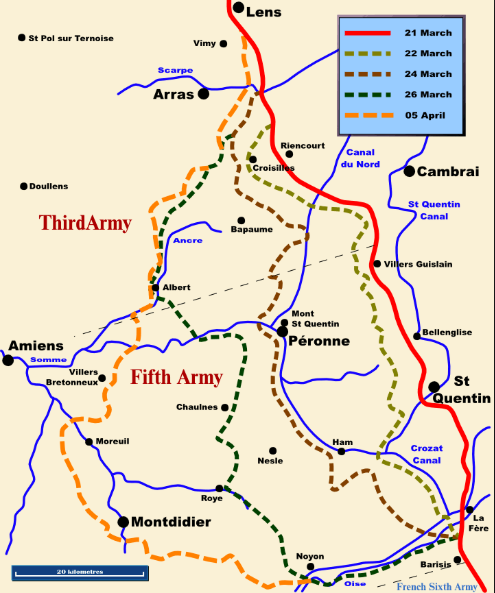 Lens
21 March
22 March
24 March
26 March
05 April
St Pol sur Ternoise
Vimy
Scarpe
Arras
Riencourt
Croisilles
Canal
du Nord
Cambrai
Doullens
St Quentin
Canal
ThirdArmy
Bapaume
Ancre
Villers Guislain
Albert
Mont
St Quentin
Péronne
Bellenglise
Amiens
Somme
Villers
Bretonneux
Fifth Army
St
Quentin
Chaulnes
Moreuil
Nesle
Ham
Crozat
Canal
Roye
Montdidier
La
Fère
Noyon
Barisis
20 kilometres
Oise
French Sixth Army